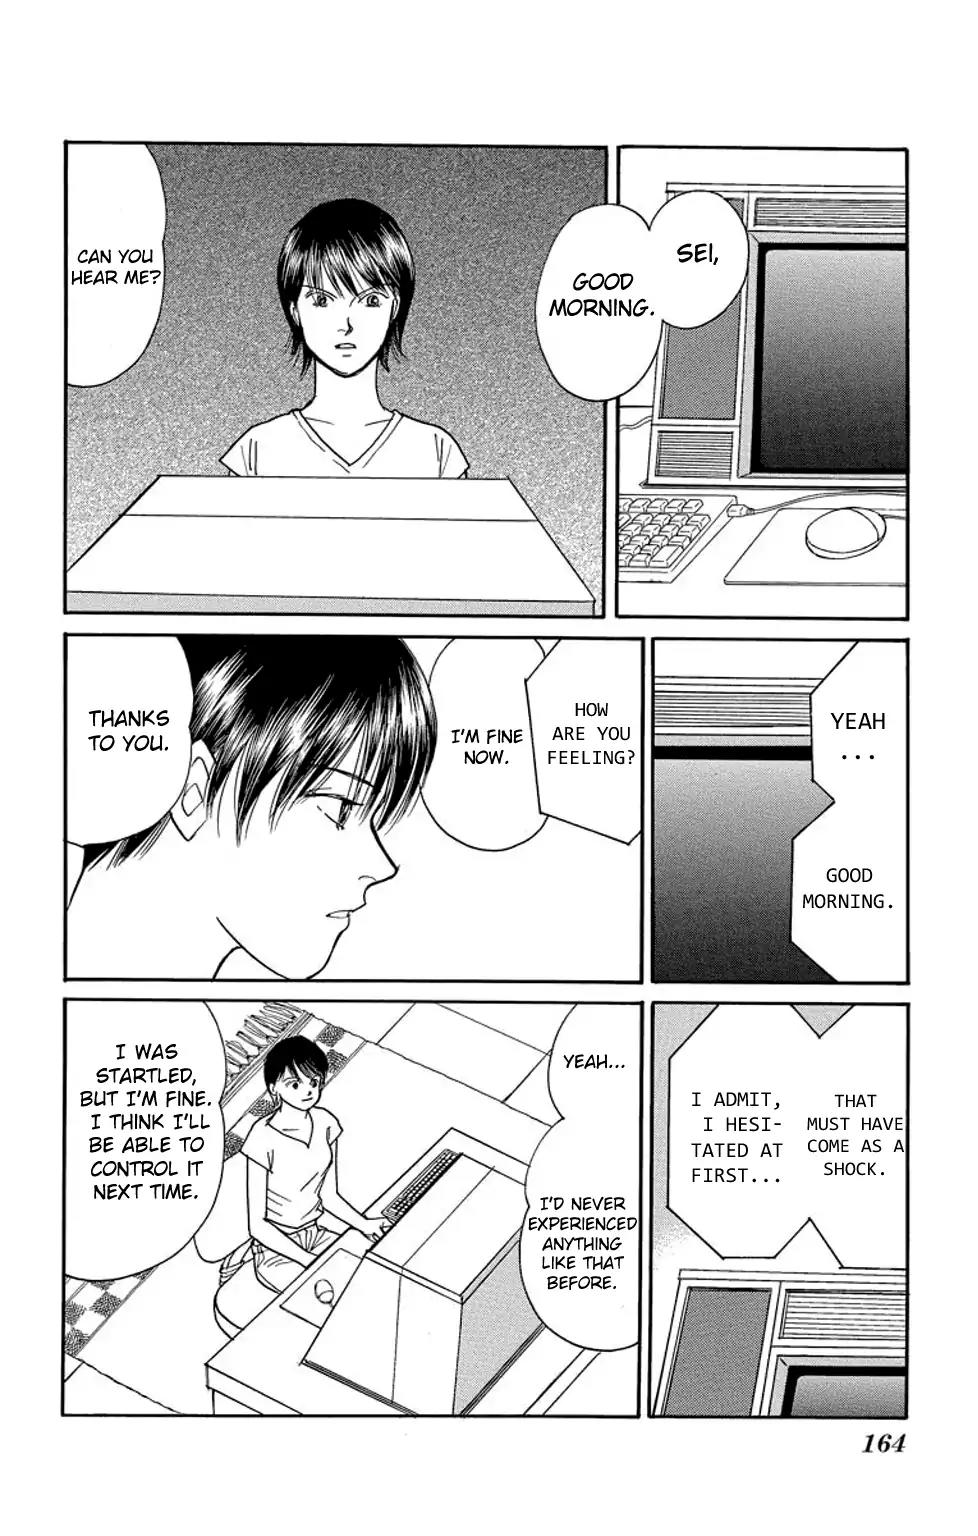 SEI,
GOOD
MORNING.
CAN YOU
HEAR ME?
YEAH
...
GOOD
MORNING.
HOW
ARE YOU
FEELING?
I'M FINE
NOW.
THANKS
TO YOU.
THAT
MUST HAVE
COME AS A
SHOCK.
I ADMIT,
I HESI-
TATED AT
FIRST...
YEAH...
I'D NEVER
EXPERIENCED
ANYTHING
LIKE THAT
BEFORE.
I WAS
STARTLED,
BUT I'M FINE.
I THINK I'LL
BE ABLE TO
CONTROL IT
NEXT TIME.
164